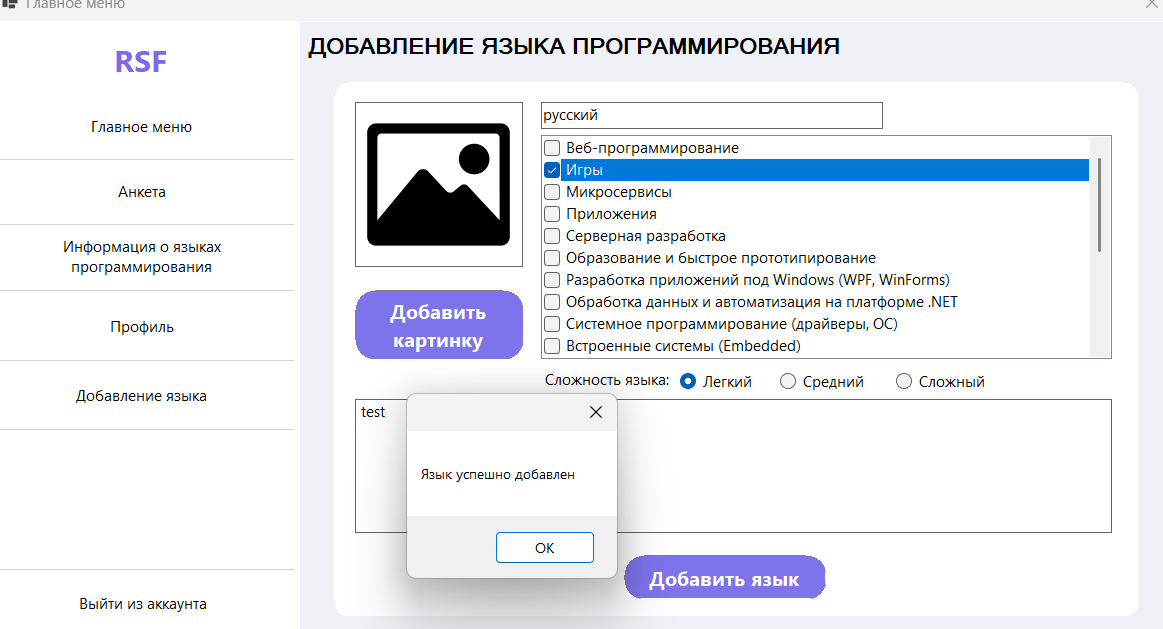 Главное меню
RSF
Главное меню
Анкета
Информация о языках
программирования
Профиль
Добавление языка
Выйти из аккаунта
ДОБАВЛЕНИЕ ЯЗЫКА ПРОГРАММИРОВАНИЯ
Добавить
картинку
русский
Веб-программирование
Игры
Микросервисы
Приложения
Серверная разработка
Образование и быстрое прототипирование
Разработка приложений под Windows (WPF, WinForms)
Обработка данных и автоматизация на платформе .NET
Системное программирование (драйверы, ОС)
Встроенные системы (Embedded)
Сложность языка: Легкий Средний Сложный
test
Язык успешно добавлен
ОК
Добавить язык